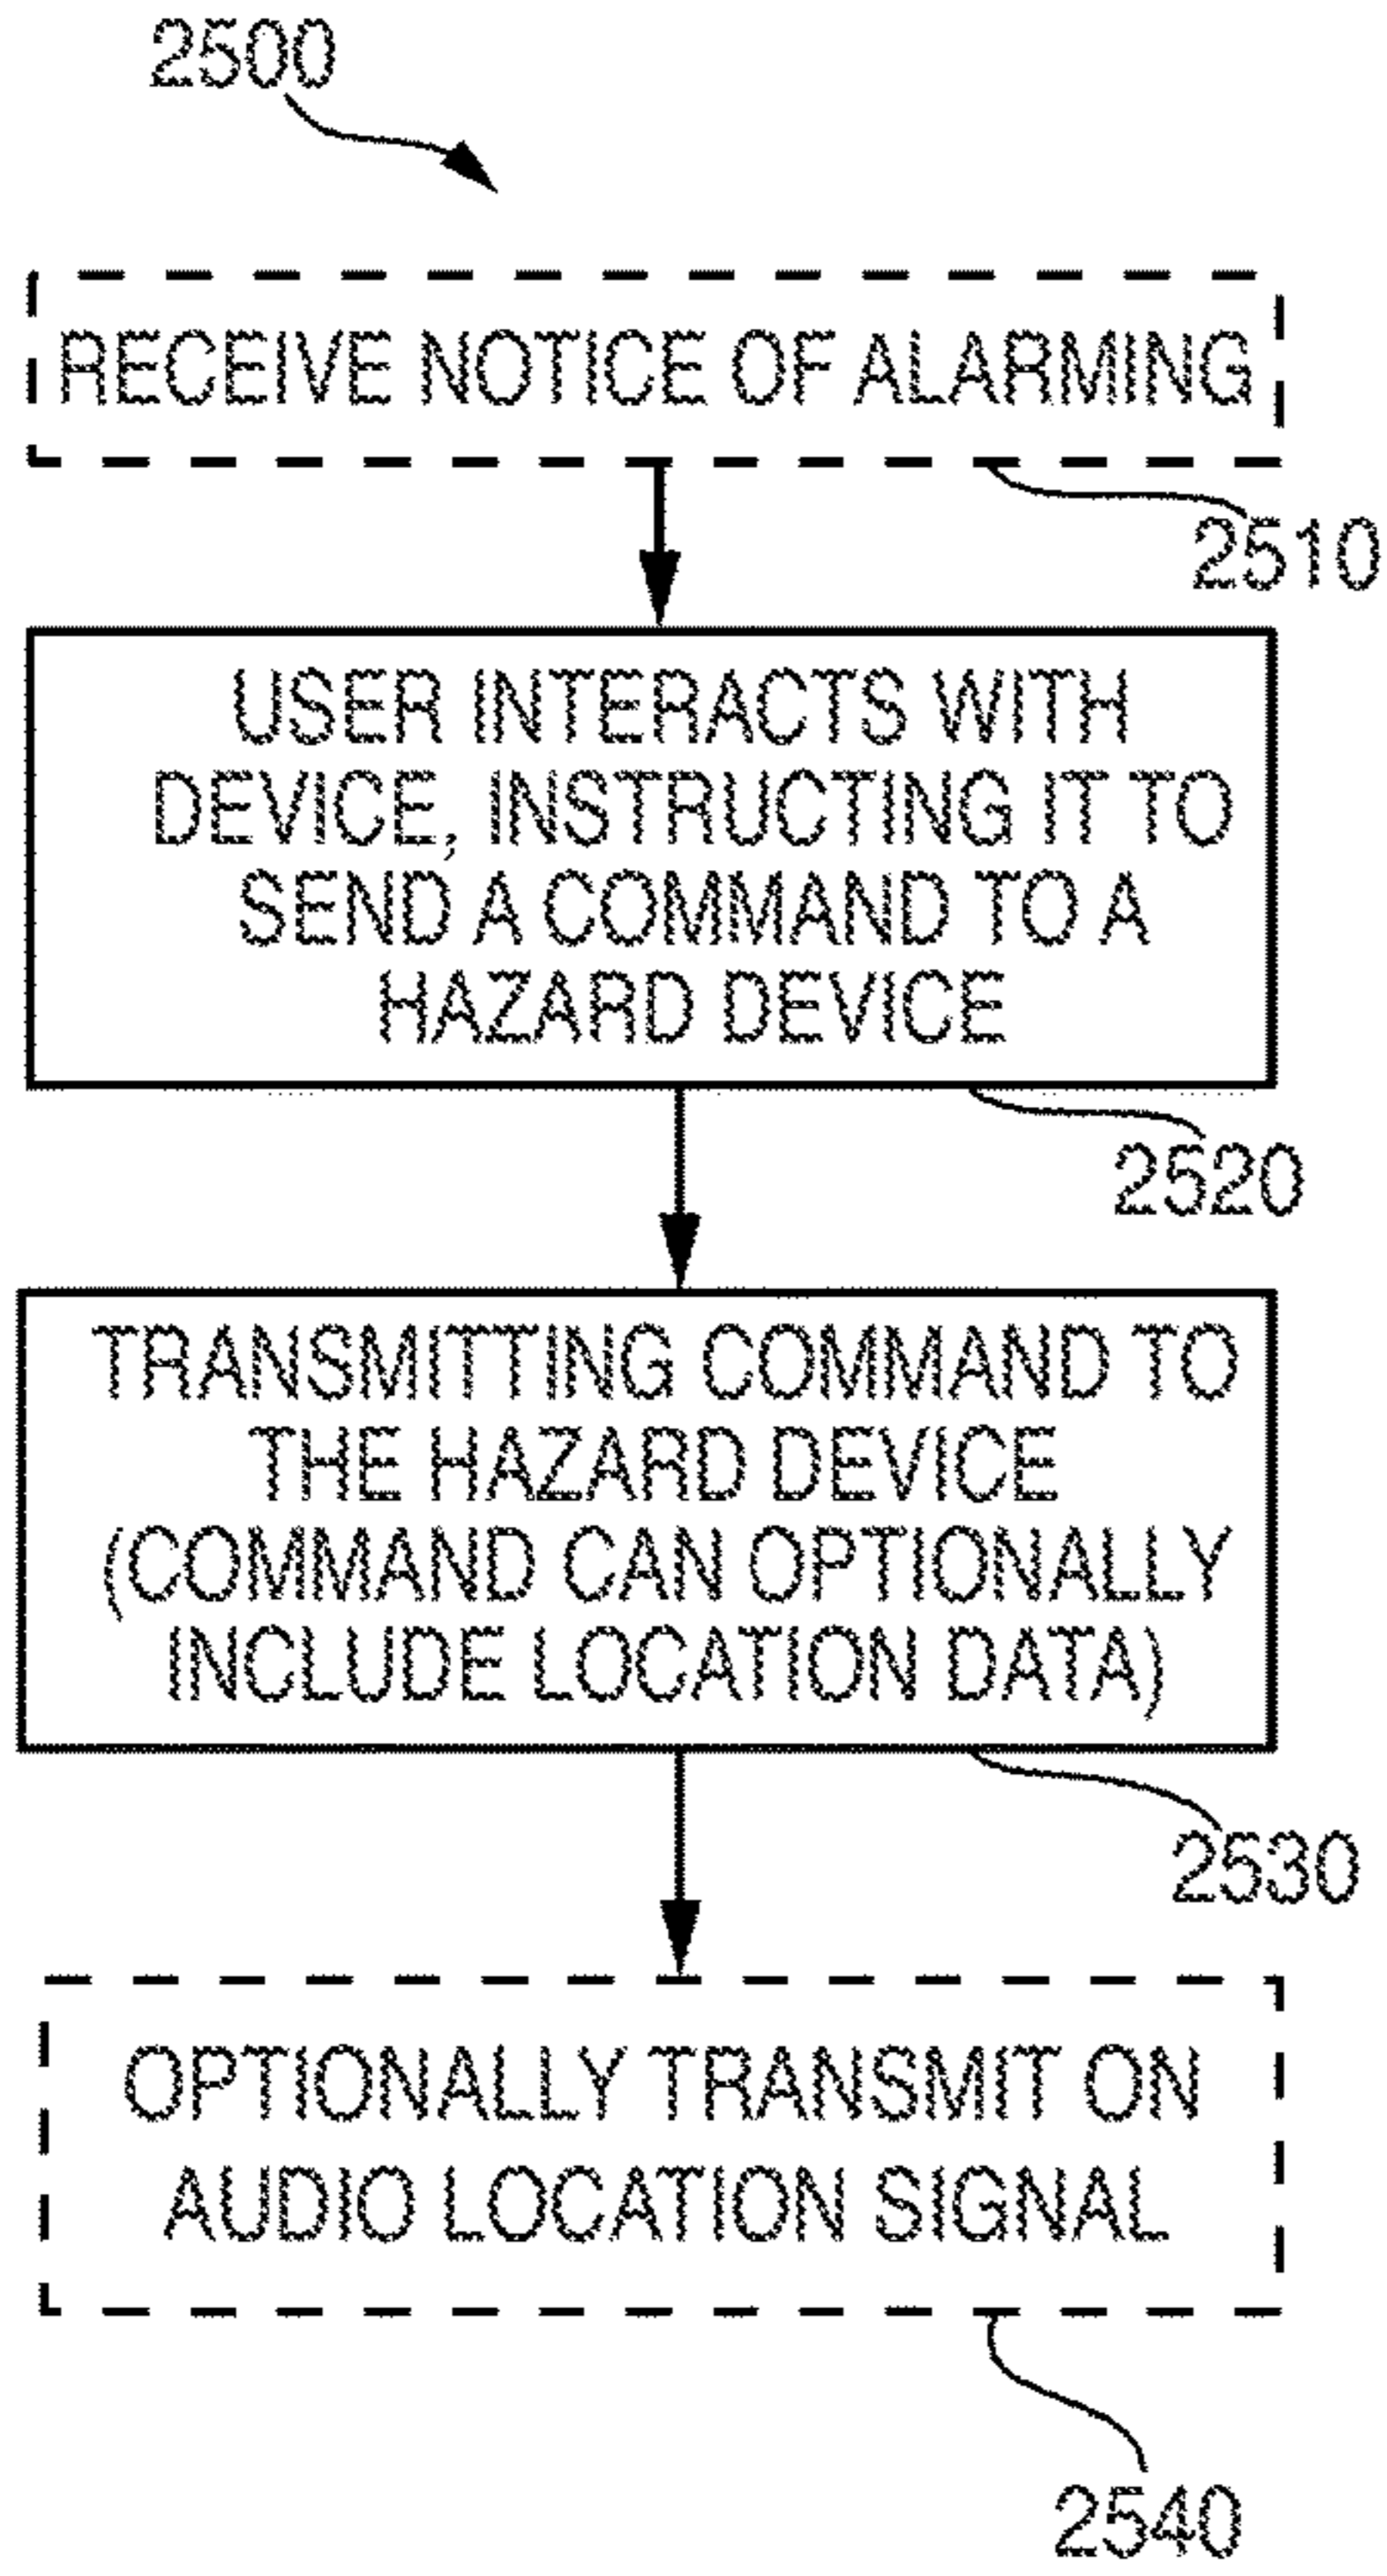 2500
RECEIVE NOTICE OF ALARMING
2510
USER INTERACTS WITH
DEVICE, INSTRUCTING IT TO
SEND A COMMAND TO A
HAZARD DEVICE
2520
TRANSMITTING COMMAND TO
THE HAZARD DEVICE
(COMMAND CAN OPTIONALLY
INCLUDE LOCATION DATA)
2530
OPTIONALLY TRANSMIT ON
AUDIO LOCATION SIGNAL
2540